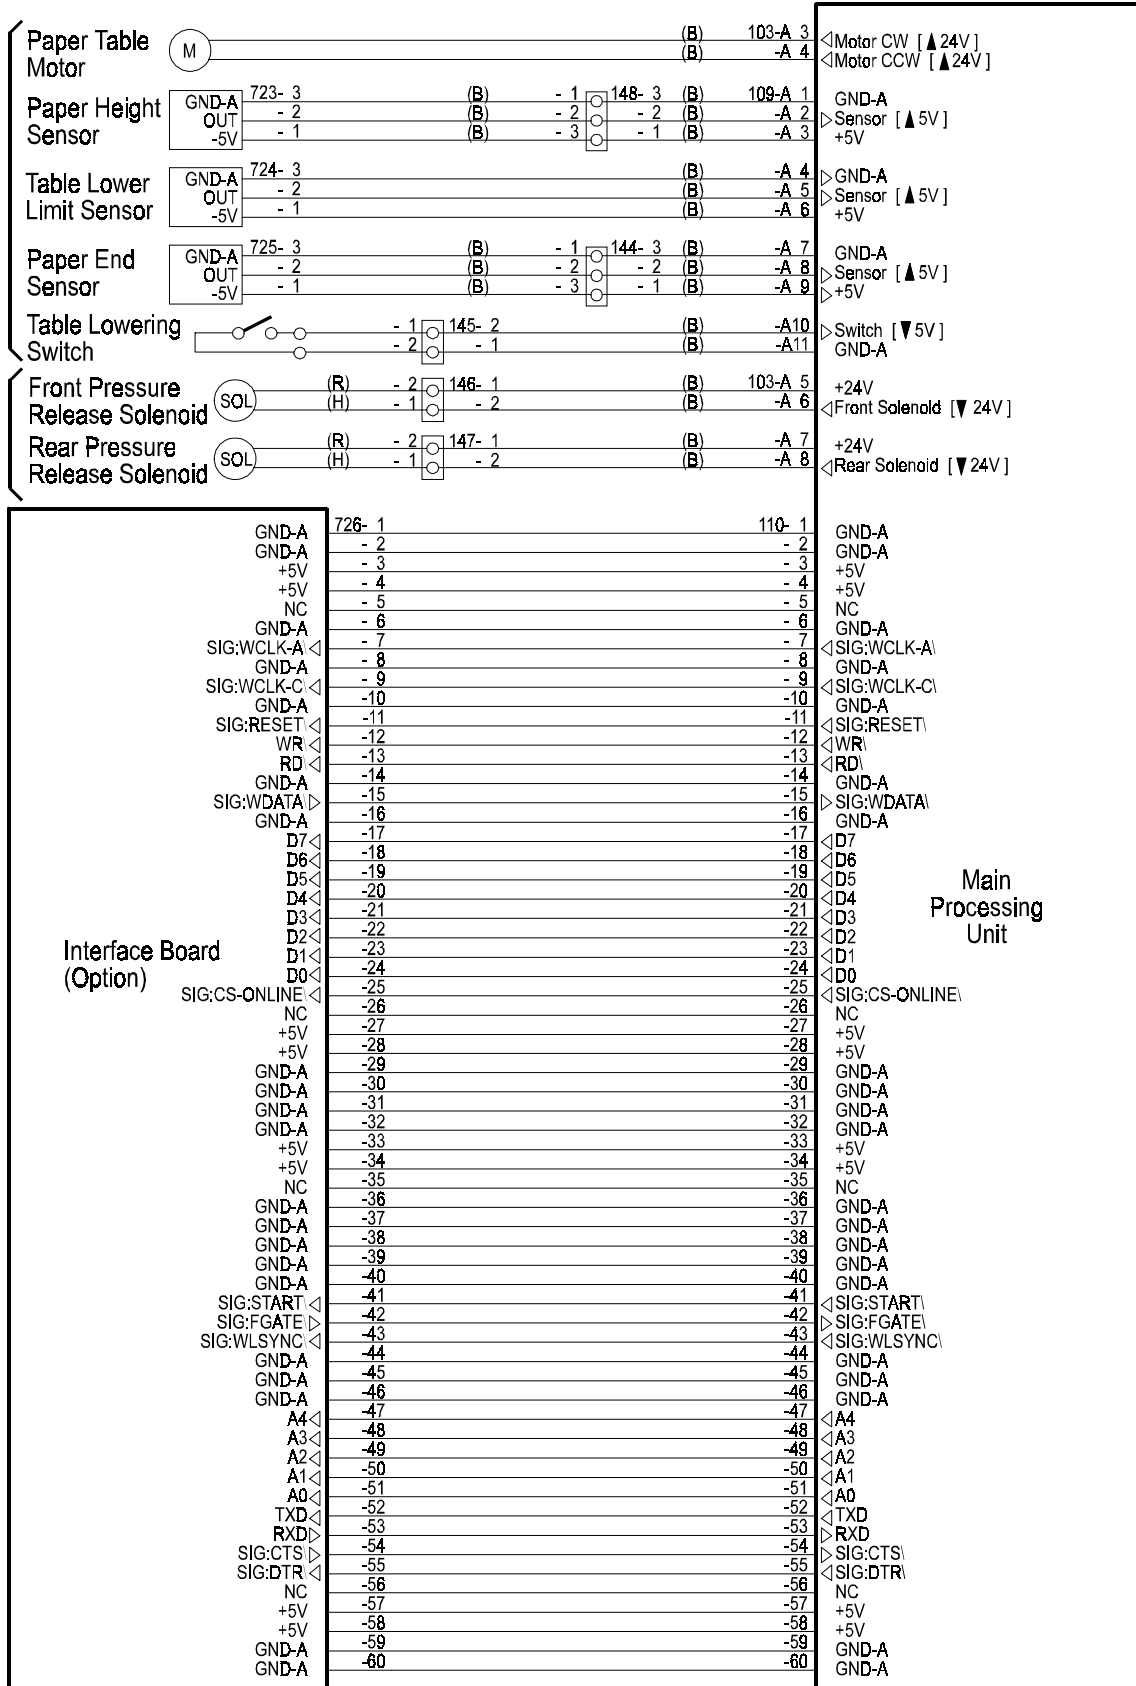 Paper Table Motor M (B) 103-A 3 Motor CW [▲24V]
(B) -A 4 Motor CCW [▲24V]
Paper Height Sensor GND-A 723- 3 (B) - 1 148- 3 (B) 109-A 1 GND-A
OUT - 2 (B) - 2 - 2 (B) -A 2 Sensor [▲5V]
-5V - 1 (B) - 3 - 1 (B) -A 3 +5V
Table Lower Limit Sensor GND-A 724- 3 (B) -A 4 GND-A
OUT - 2 (B) -A 5 Sensor [▲5V]
-5V - 1 (B) -A 6 +5V
Paper End Sensor GND-A 725- 3 (B) - 1 144- 3 (B) -A 7 GND-A
OUT - 2 (B) - 2 - 2 (B) -A 8 Sensor [▲5V]
-5V - 1 (B) - 3 - 1 (B) -A 9 +5V
Table Lowering Switch - 1 145- 2 (B) -A10 Switch [▼5V]
- 2 - 1 (B) -A11 GND-A
Front Pressure Release Solenoid SOL (R) - 2 146- 1 (B) 103-A 5 +24V
(H) - 1 - 2 (B) -A 6 Front Solenoid [▼24V]
Rear Pressure Release Solenoid SOL (R) - 2 147- 1 (B) -A 7 +24V
(H) - 1 - 2 (B) -A 8 Rear Solenoid [▼24V]
Interface Board
(Option)
Main
Processing
Unit
GND-A 726- 1 110- 1 GND-A
GND-A - 2 - 2 GND-A
+5V - 3 - 3 +5V
+5V - 4 - 4 +5V
NC - 5 - 5 NC
GND-A - 6 - 6 GND-A
SIG:WCLK-A\ - 7 - 7 SIG:WCLK-A\
GND-A - 8 - 8 GND-A
SIG:WCLK-C\ - 9 - 9 SIG:WCLK-C\
GND-A -10 -10 GND-A
SIG:RESET\ -11 -11 SIG:RESET\
WR\ -12 -12 WR\
RD\ -13 -13 RD\
GND-A -14 -14 GND-A
SIG:WDATA\ -15 -15 SIG:WDATA\
GND-A -16 -16 GND-A
D7 -17 -17 D7
D6 -18 -18 D6
D5 -19 -19 D5
D4 -20 -20 D4
D3 -21 -21 D3
D2 -22 -22 D2
D1 -23 -23 D1
D0 -24 -24 D0
SIG:CS-ONLINE\ -25 -25 SIG:CS-ONLINE\
NC -26 -26 NC
+5V -27 -27 +5V
+5V -28 -28 +5V
GND-A -29 -29 GND-A
GND-A -30 -30 GND-A
GND-A -31 -31 GND-A
GND-A -32 -32 GND-A
+5V -33 -33 +5V
+5V -34 -34 +5V
NC -35 -35 NC
GND-A -36 -36 GND-A
GND-A -37 -37 GND-A
GND-A -38 -38 GND-A
GND-A -39 -39 GND-A
GND-A -40 -40 GND-A
SIG:START\ -41 -41 SIG:START\
SIG:FGATE\ -42 -42 SIG:FGATE\
SIG:WLSYNC\ -43 -43 SIG:WLSYNC\
GND-A -44 -44 GND-A
GND-A -45 -45 GND-A
GND-A -46 -46 GND-A
A4 -47 -47 A4
A3 -48 -48 A3
A2 -49 -49 A2
A1 -50 -50 A1
A0 -51 -51 A0
TXD -52 -52 TXD
RXD -53 -53 RXD
SIG:CTS\ -54 -54 SIG:CTS\
SIG:DTR\ -55 -55 SIG:DTR\
NC -56 -56 NC
+5V -57 -57 +5V
+5V -58 -58 +5V
GND-A -59 -59 GND-A
GND-A -60 -60 GND-A